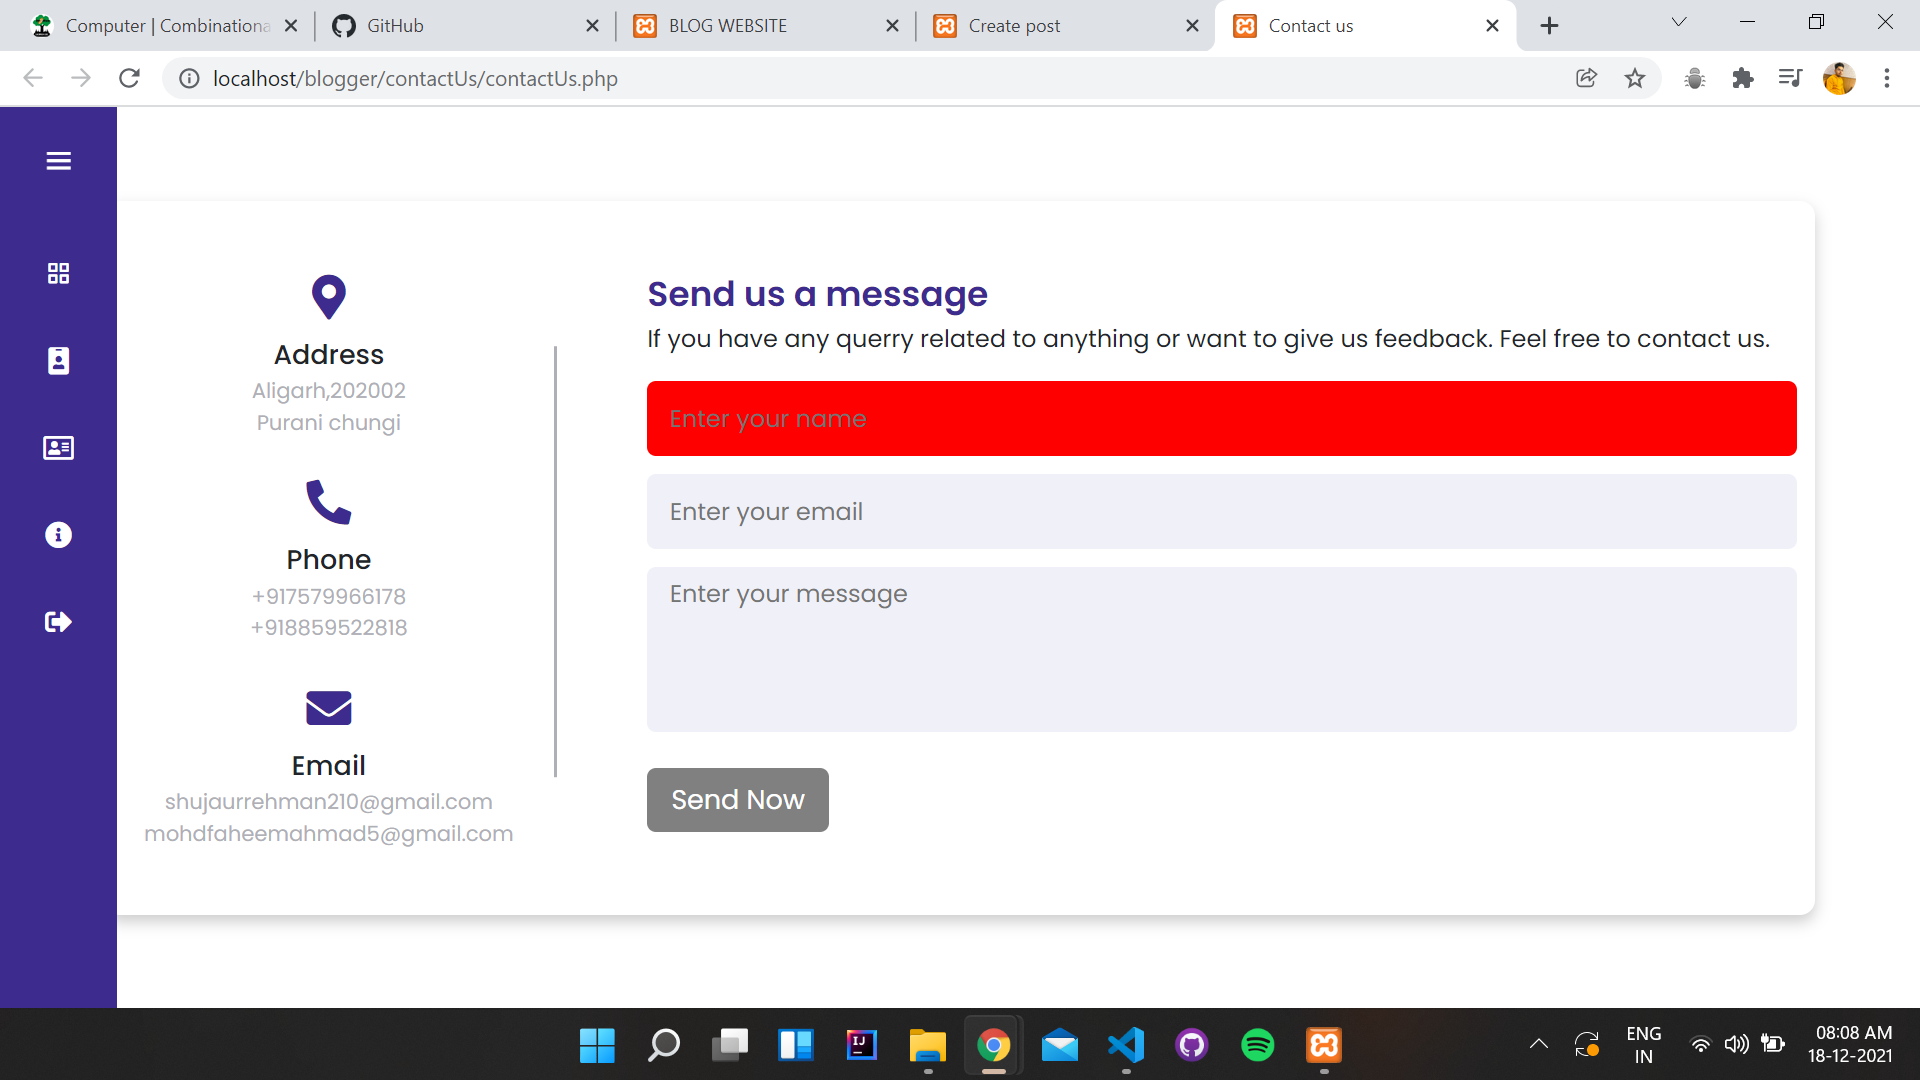 Computer | Combinationa
GitHub
BLOG WEBSITE
Create post
Contact us
localhost/blogger/contactUs/contactUs.php
Address
Aligarh,202002
Purani chungi
Phone
+917579966178
+918859522818
Email
shujaurrehman210@gmail.com
mohdfaheemahmad5@gmail.com
Send us a message
If you have any querry related to anything or want to give us feedback. Feel free to contact us.
Enter your name
Enter your email
Enter your message
Send Now
IJ
ENG
IN
08:08 AM
18-12-2021